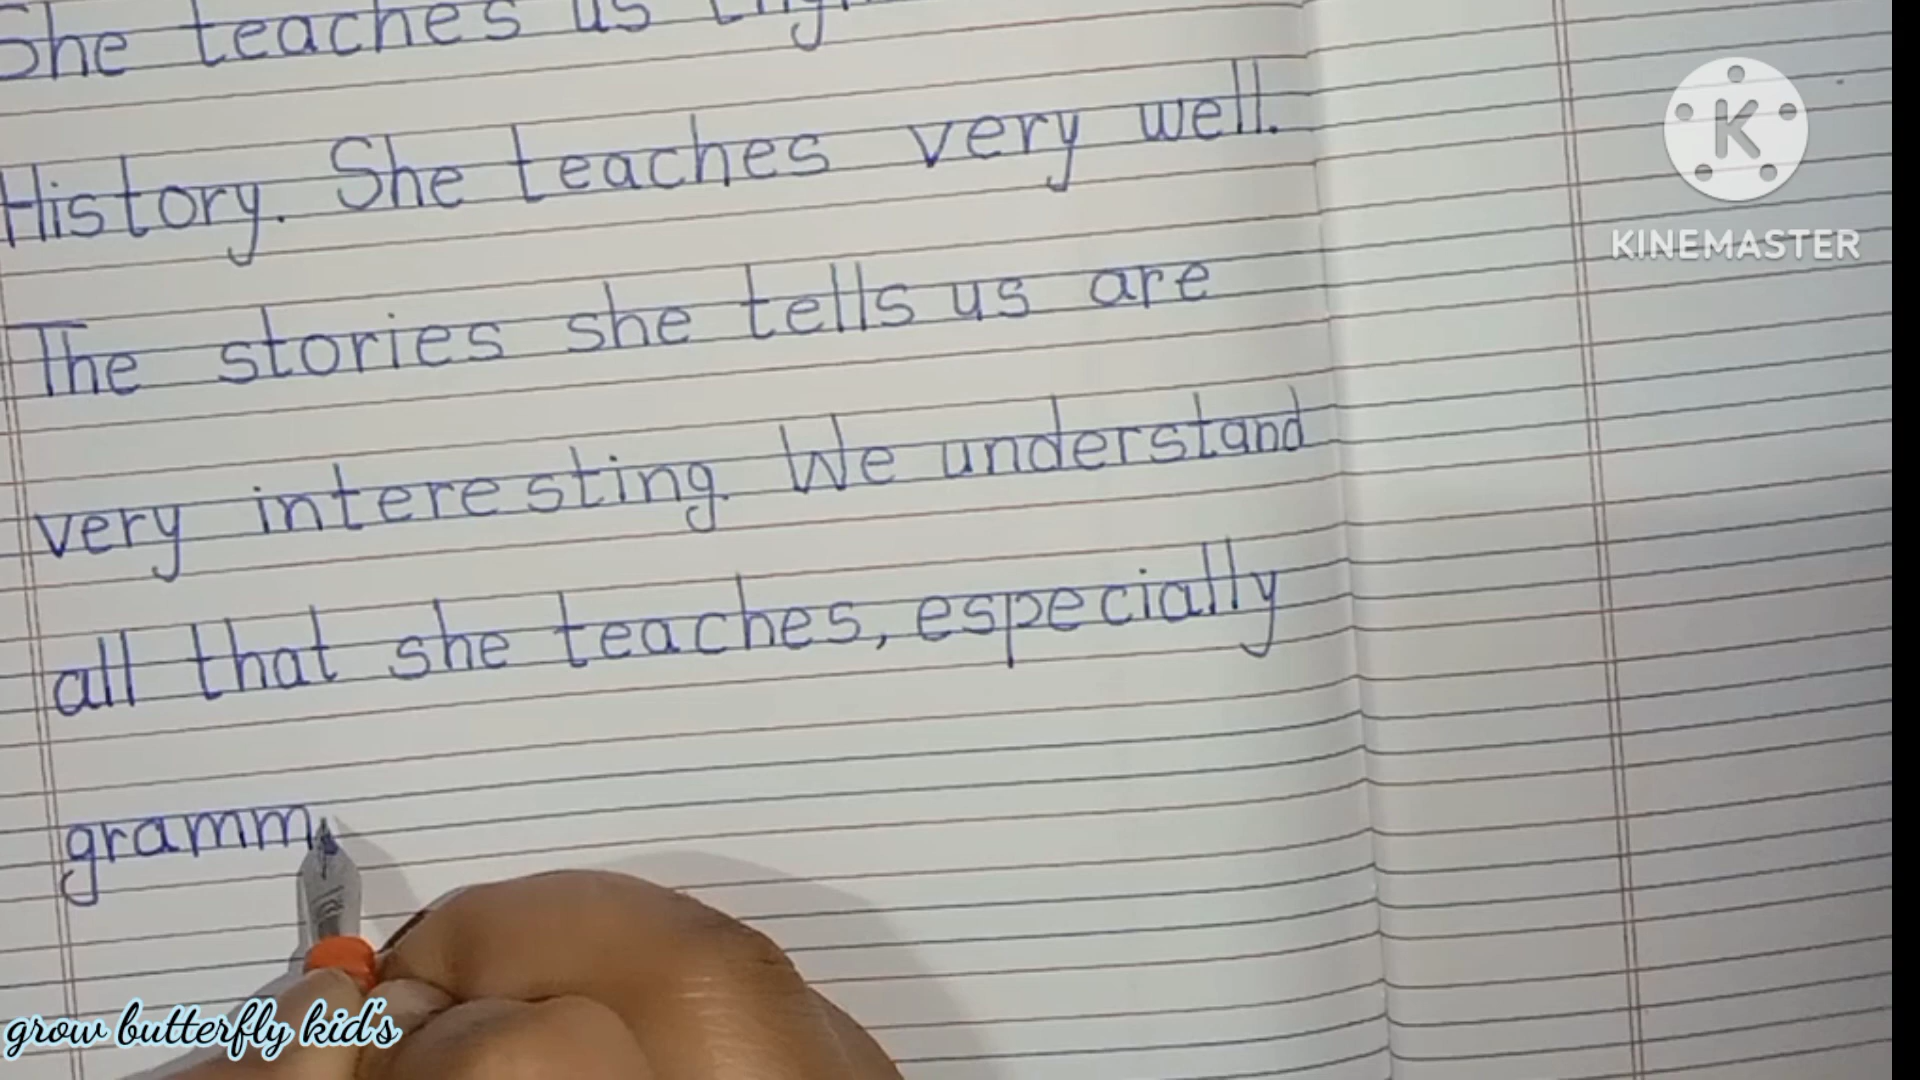 She teaches us Engl
History. She teaches very well.
The stories she tells us are
very interesting. We understand
all that she teaches, especially
gramm
K
KINEMASTER
grow butterfly kid's